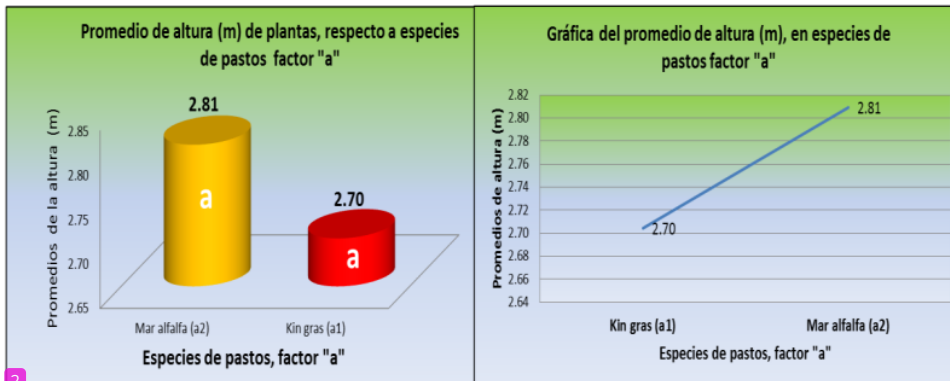 Promedio de altura (m) de plantas, respecto a especies
de pastos factor "a"
2.81
2.70
a
a
Promedios de la altura (m)
2.85
2.80
2.75
2.70
2.65
Mar alfalfa (a2)
Kin gras (a1)
Especies de pastos, factor "a"
Gráfica del promedio de altura (m), en especies de
pastos factor "a"
Promedios de altura (m)
2.82
2.80
2.78
2.76
2.74
2.72
2.70
2.68
2.66
2.64
2.81
2.70
Kin gras (a1)
Mar alfalfa (a2)
Especies de pastos, factor "a"